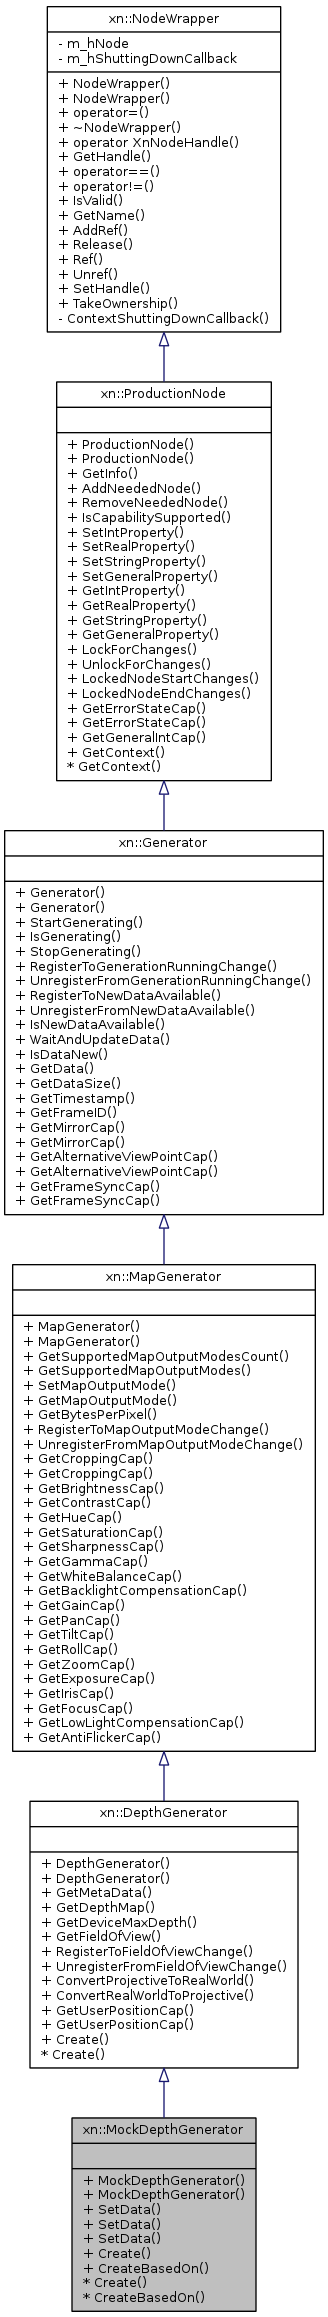 xn::NodeWrapper
- m_hNode
- m_hShuttingDownCallback
+ NodeWrapper()
+ NodeWrapper()
+ operator=()
+ ~NodeWrapper()
+ operator XnNodeHandle()
+ GetHandle()
+ operator==()
+ operator!=()
+ IsValid()
+ GetName()
+ AddRef()
+ Release()
+ Ref()
+ Unref()
+ SetHandle()
+ TakeOwnership()
- ContextShuttingDownCallback()
xn::ProductionNode
+ ProductionNode()
+ ProductionNode()
+ GetInfo()
+ AddNeededNode()
+ RemoveNeededNode()
+ IsCapabilitySupported()
+ SetIntProperty()
+ SetRealProperty()
+ SetStringProperty()
+ SetGeneralProperty()
+ GetIntProperty()
+ GetRealProperty()
+ GetStringProperty()
+ GetGeneralProperty()
+ LockForChanges()
+ UnlockForChanges()
+ LockedNodeStartChanges()
+ LockedNodeEndChanges()
+ GetErrorStateCap()
+ GetErrorStateCap()
+ GetGeneralIntCap()
+ GetContext()
* GetContext()
xn::Generator
+ Generator()
+ Generator()
+ StartGenerating()
+ IsGenerating()
+ StopGenerating()
+ RegisterToGenerationRunningChange()
+ UnregisterFromGenerationRunningChange()
+ RegisterToNewDataAvailable()
+ UnregisterFromNewDataAvailable()
+ IsNewDataAvailable()
+ WaitAndUpdateData()
+ IsDataNew()
+ GetData()
+ GetDataSize()
+ GetTimestamp()
+ GetFrameID()
+ GetMirrorCap()
+ GetMirrorCap()
+ GetAlternativeViewPointCap()
+ GetAlternativeViewPointCap()
+ GetFrameSyncCap()
+ GetFrameSyncCap()
xn::MapGenerator
+ MapGenerator()
+ MapGenerator()
+ GetSupportedMapOutputModesCount()
+ GetSupportedMapOutputModes()
+ SetMapOutputMode()
+ GetMapOutputMode()
+ GetBytesPerPixel()
+ RegisterToMapOutputModeChange()
+ UnregisterFromMapOutputModeChange()
+ GetCroppingCap()
+ GetCroppingCap()
+ GetBrightnessCap()
+ GetContrastCap()
+ GetHueCap()
+ GetSaturationCap()
+ GetSharpnessCap()
+ GetGammaCap()
+ GetWhiteBalanceCap()
+ GetBacklightCompensationCap()
+ GetGainCap()
+ GetPanCap()
+ GetTiltCap()
+ GetRollCap()
+ GetZoomCap()
+ GetExposureCap()
+ GetIrisCap()
+ GetFocusCap()
+ GetLowLightCompensationCap()
+ GetAntiFlickerCap()
xn::DepthGenerator
+ DepthGenerator()
+ DepthGenerator()
+ GetMetaData()
+ GetDepthMap()
+ GetDeviceMaxDepth()
+ GetFieldOfView()
+ RegisterToFieldOfViewChange()
+ UnregisterFromFieldOfViewChange()
+ ConvertProjectiveToRealWorld()
+ ConvertRealWorldToProjective()
+ GetUserPositionCap()
+ GetUserPositionCap()
+ Create()
* Create()
xn::MockDepthGenerator
+ MockDepthGenerator()
+ MockDepthGenerator()
+ SetData()
+ SetData()
+ SetData()
+ Create()
+ CreateBasedOn()
* Create()
* CreateBasedOn()